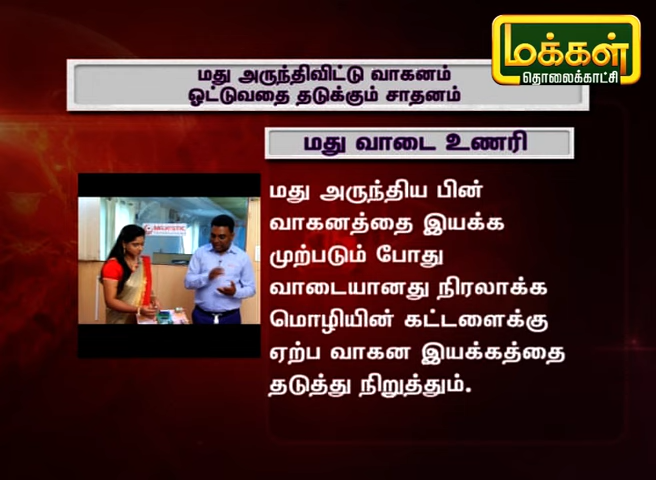 மக்கள்
தொலைக்காட்சி
மது அருந்திவிட்டு வாகனம்
ஓட்டுவதை தடுக்கும் சாதனம்
மது வாடை உணரி
மது அருந்திய பின்
வாகனத்தை இயக்க
முற்படும் போது
வாடையானது நிரலாக்க
மொழியின் கட்டளைக்கு
ஏற்ப வாகன இயக்கத்தை
தடுத்து நிறுத்தும்.